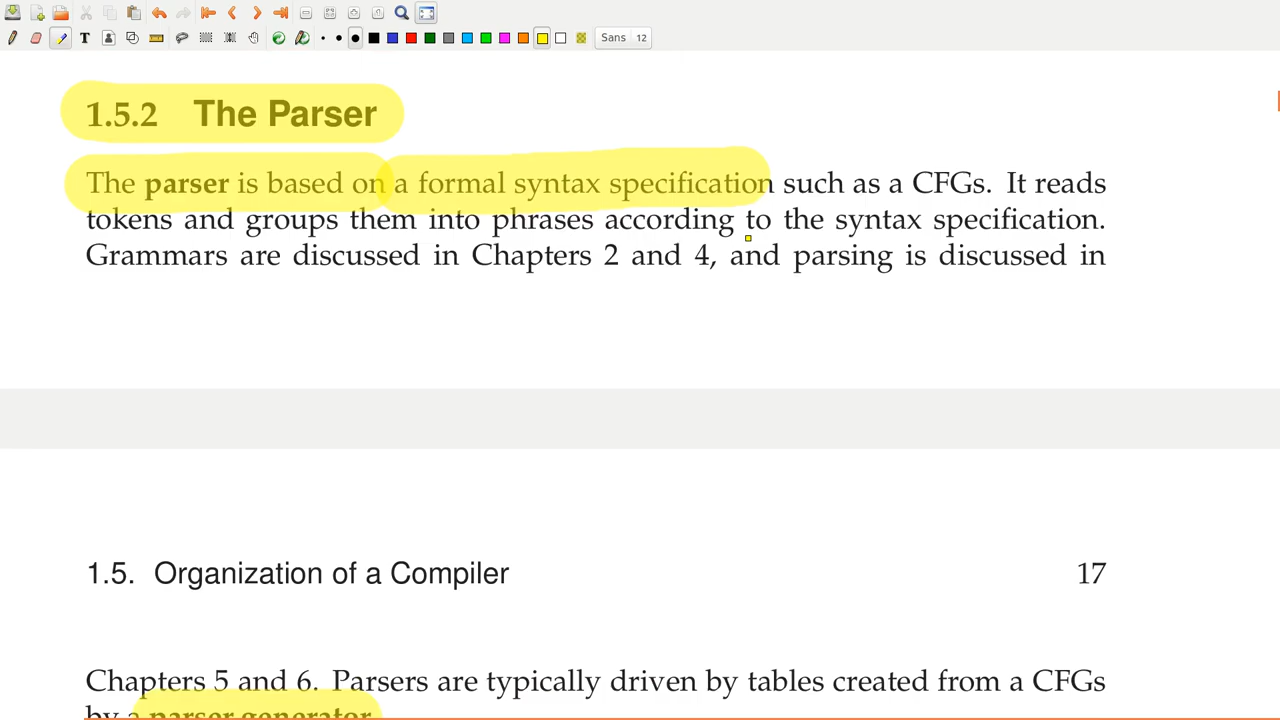 T
Sans 12
1.5.2 The Parser
The parser is based on a formal syntax specification such as a CFGs. It reads
tokens and groups them into phrases according to the syntax specification.
Grammars are discussed in Chapters 2 and 4, and parsing is discussed in
1.5. Organization of a Compiler 17
Chapters 5 and 6. Parsers are typically driven by tables created from a CFGs
by a parser generator.